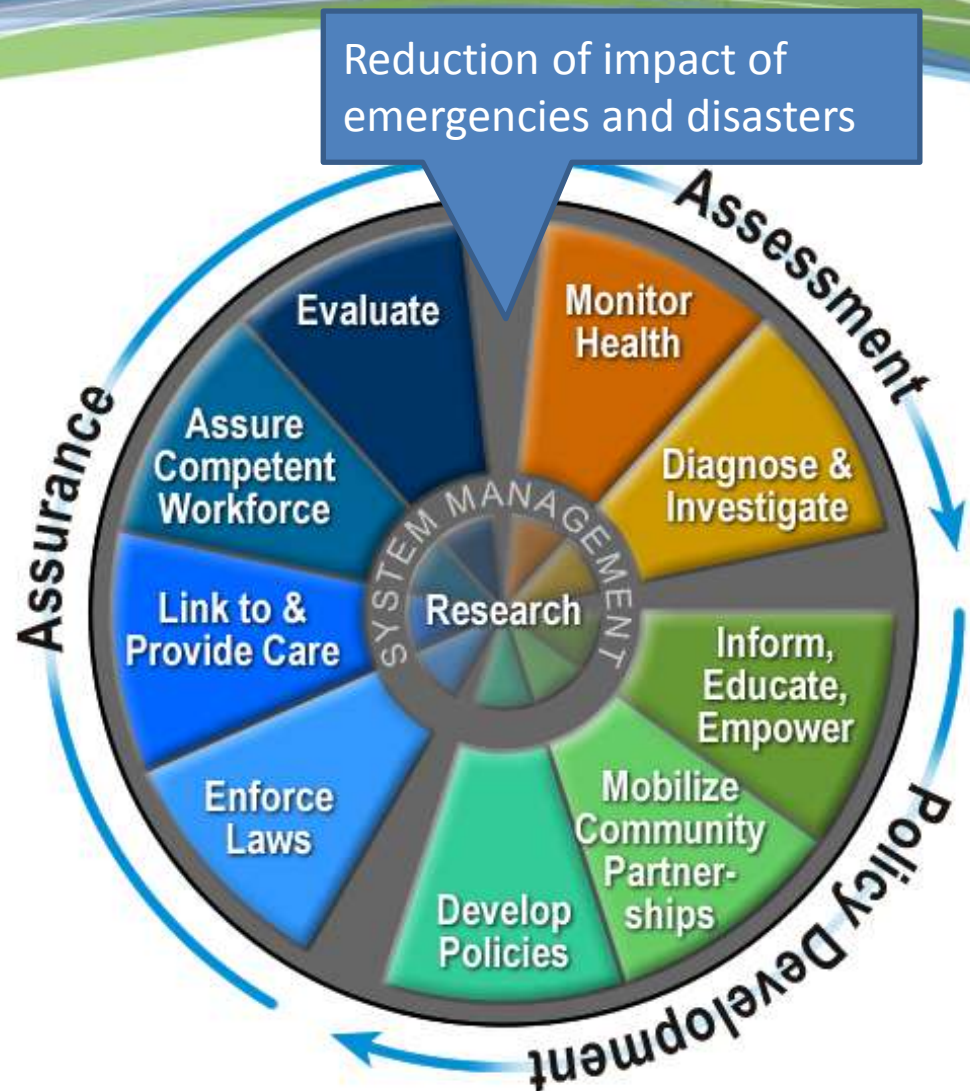 Reduction of impact of
emergencies and disasters
Assessment
Monitor
Health
Diagnose &
Investigate
Inform,
Educate,
Empower
Mobilize
Community
Partner-
ships
Policy Development
Develop
Policies
Enforce
Laws
Link to &
Provide Care
Assure
Competent
Workforce
Evaluate
Assurance
SYSTEM MANAGEMENT
Research